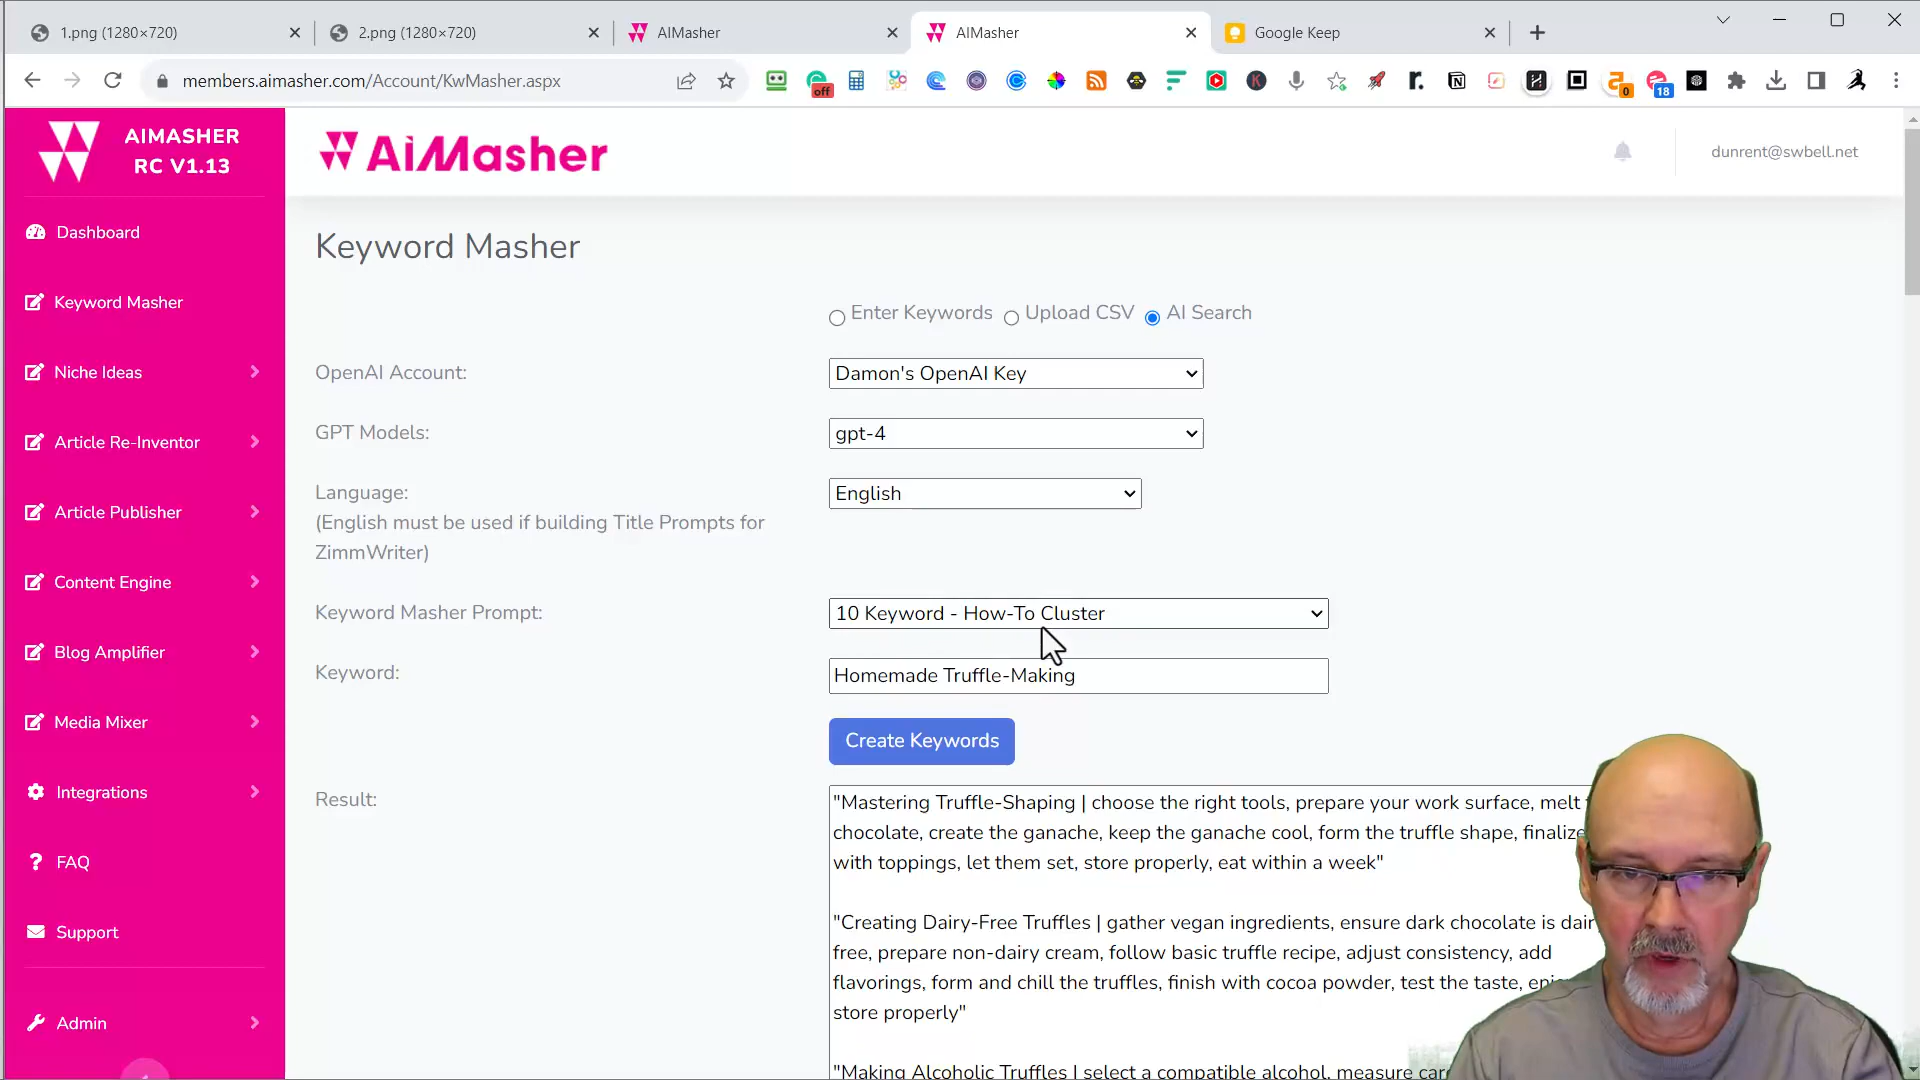 1.png (1280×720)
2.png (1280×720)
AIMasher
AIMasher
Google Keep
members.aimasher.com/Account/KwMasher.aspx
off
0
18
AIMASHER
RC V1.13
AiMasher
dunrent@swbell.net
Dashboard
Keyword Masher
Niche Ideas
Article Re-Inventor
Article Publisher
Content Engine
Blog Amplifier
Media Mixer
Integrations
FAQ
Support
Admin
Keyword Masher
Enter Keywords
Upload CSV
AI Search
OpenAI Account:
Damon's OpenAI Key
GPT Models:
gpt-4
Language:
(English must be used if building Title Prompts for
ZimmWriter)
English
Keyword Masher Prompt:
10 Keyword - How-To Cluster
Keyword:
Homemade Truffle-Making
Create Keywords
Result:
"Mastering Truffle-Shaping | choose the right tools, prepare your work surface, melt
chocolate, create the ganache, keep the ganache cool, form the truffle shape, finalize
with toppings, let them set, store properly, eat within a week"
"Creating Dairy-Free Truffles | gather vegan ingredients, ensure dark chocolate is
free, prepare non-dairy cream, follow basic truffle recipe, adjust consistency, add
flavorings, form and chill the truffles, finish with cocoa powder, test the taste,
store properly"
"Making Alcoholic Truffles | select a compatible alcohol, measure